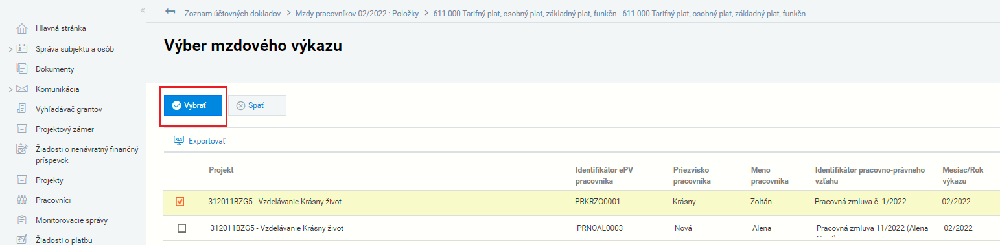 Zoznam účtovných dokladov > Mzdy pracovníkov 02/2022 : Položky > 611 000 Tarifný plat, osobný plat, základný plat, funkčn - 611 000 Tarifný plat, osobný plat, základný plat, funkčn
Hlavná stránka
Správa subjektu a osôb
Dokumenty
Komunikácia
Vyhľadávač grantov
Projektový zámer
Žiadosti o nenávratný finančný
príspevok
Projekty
Pracovníci
Monitorovacie správy
Žiadosti o platbu
Výber mzdového výkazu
Vybrať Späť
XLS Exportovať
Projekt Identifikátor ePV Priezvisko Meno Identifikátor pracovno-právneho Mesiac/Rok
pracovníka pracovníka pracovníka vzťahu výkazu
312011BZG5 - Vzdelávanie Krásny život PRKRZO0001 Krásny Zoltán Pracovná zmluva č. 1/2022 02/2022
312011BZG5 - Vzdelávanie Krásny život PRNOAL0003 Nová Alena Pracovná zmluva 11/2022 (Alena 02/2022